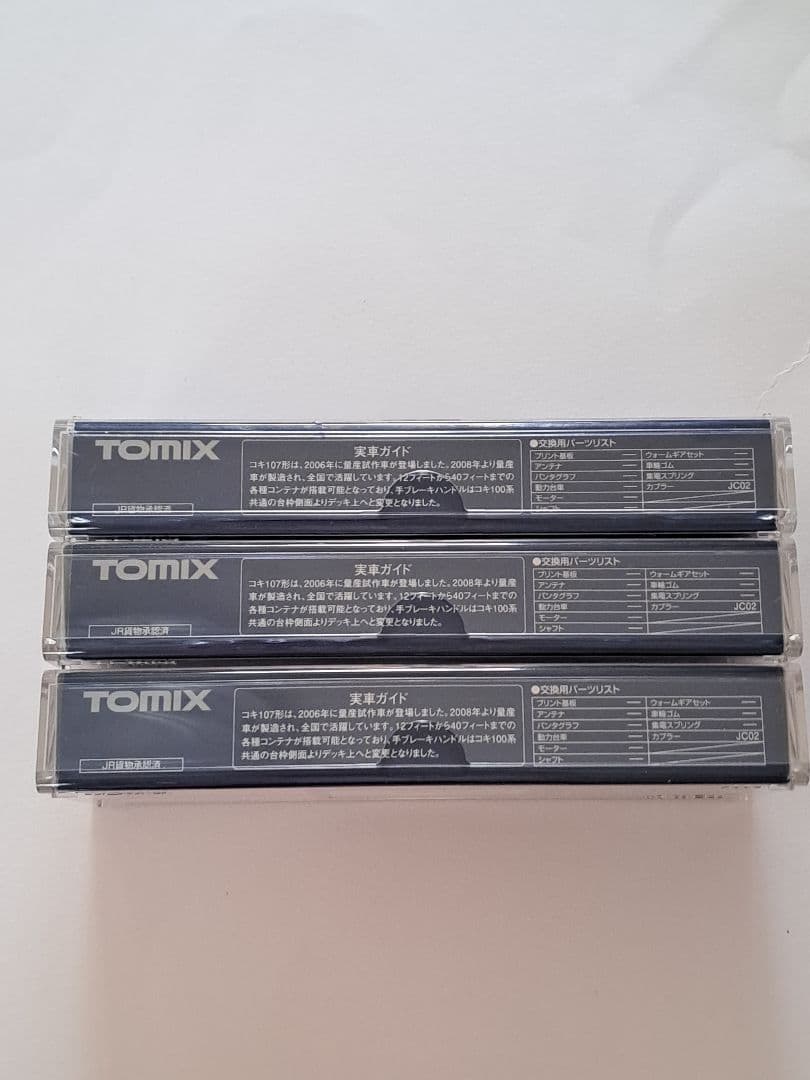 TOMIX
JR貨物承認済
実車ガイド
コキ107形は、2006年に量産試作車が登場しました。2008年より量産
車が製造され、全国で活躍しています。12フィートから40フィートまでの
各種コンテナが搭載可能となっており、手ブレーキハンドルはコキ100系
共通の台枠側面よりデッキ上へと変更となりました。
●交換用パーツリスト
プリント基板 — ウォームギアセット —
アンテナ — 車輪ゴム —
パンタグラフ — 集電スプリング —
動力台車 — カプラー JC02
モーター —
シャフト —
TOMIX
JR貨物承認済
実車ガイド
コキ107形は、2006年に量産試作車が登場しました。2008年より量産
車が製造され、全国で活躍しています。12フィートから40フィートまでの
各種コンテナが搭載可能となっており、手ブレーキハンドルはコキ100系
共通の台枠側面よりデッキ上へと変更となりました。
●交換用パーツリスト
プリント基板 — ウォームギアセット —
アンテナ — 車輪ゴム —
パンタグラフ — 集電スプリング —
動力台車 — カプラー JC02
モーター —
シャフト —
TOMIX
JR貨物承認済
実車ガイド
コキ107形は、2006年に量産試作車が登場しました。2008年より量産
車が製造され、全国で活躍しています。12フィートから40フィートまでの
各種コンテナが搭載可能となっており、手ブレーキハンドルはコキ100系
共通の台枠側面よりデッキ上へと変更となりました。
●交換用パーツリスト
プリント基板 — ウォームギアセット —
アンテナ — 車輪ゴム —
パンタグラフ — 集電スプリング —
動力台車 — カプラー JC02
モーター —
シャフト —